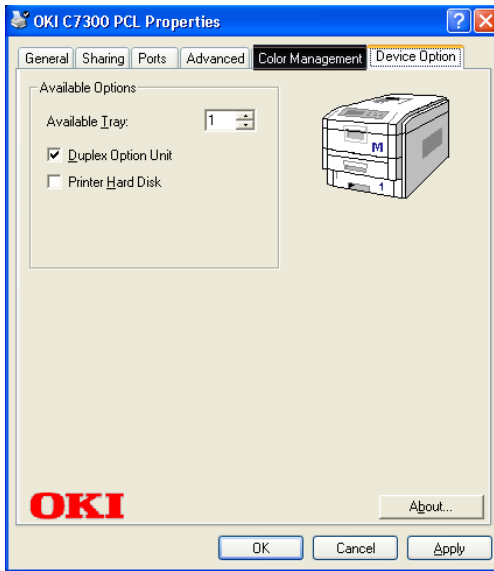 OKI C7300 PCL Properties
General Sharing Ports Advanced Color Management Device Option
Available Options
Available Tray: 1
Duplex Option Unit
Printer Hard Disk
M
1
OKI
About...
OK Cancel Apply